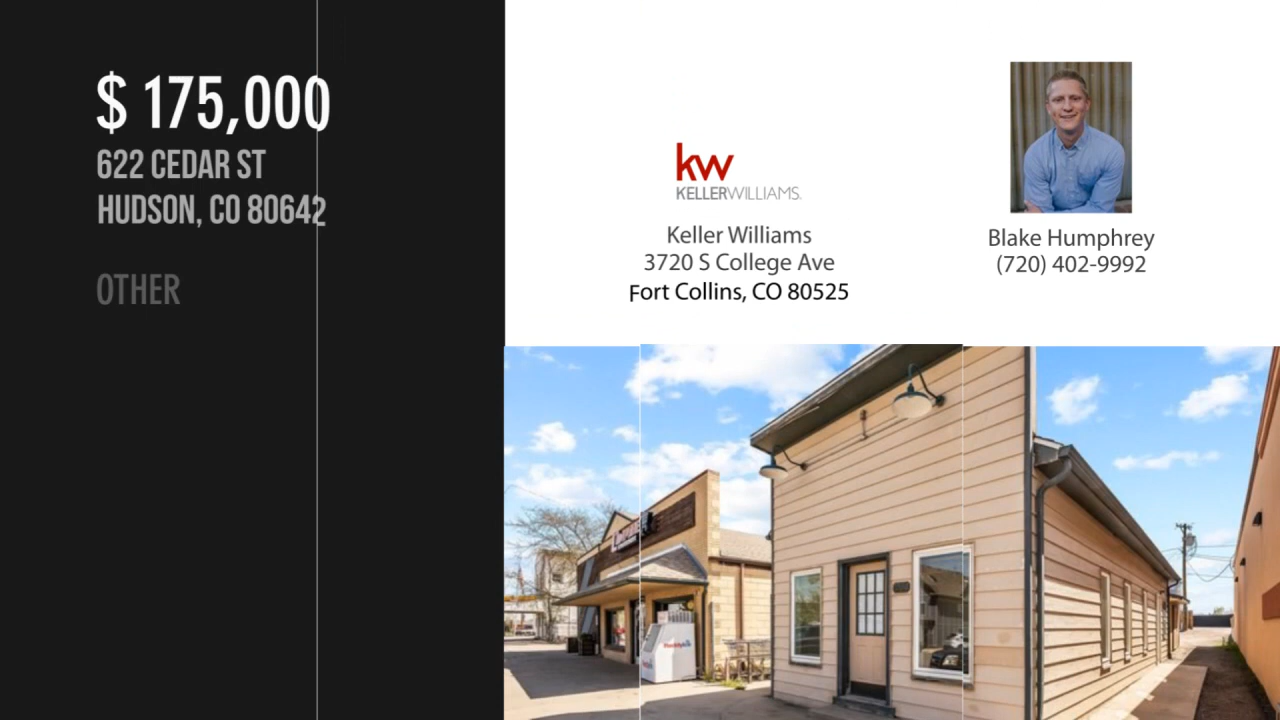 $ 175,000
622 CEDAR ST
HUDSON, CO 80642
OTHER
kw
KELLERWILLIAMS.
Keller Williams
3720 S College Ave
Fort Collins, CO 80525
Blake Humphrey
(720) 402-9992